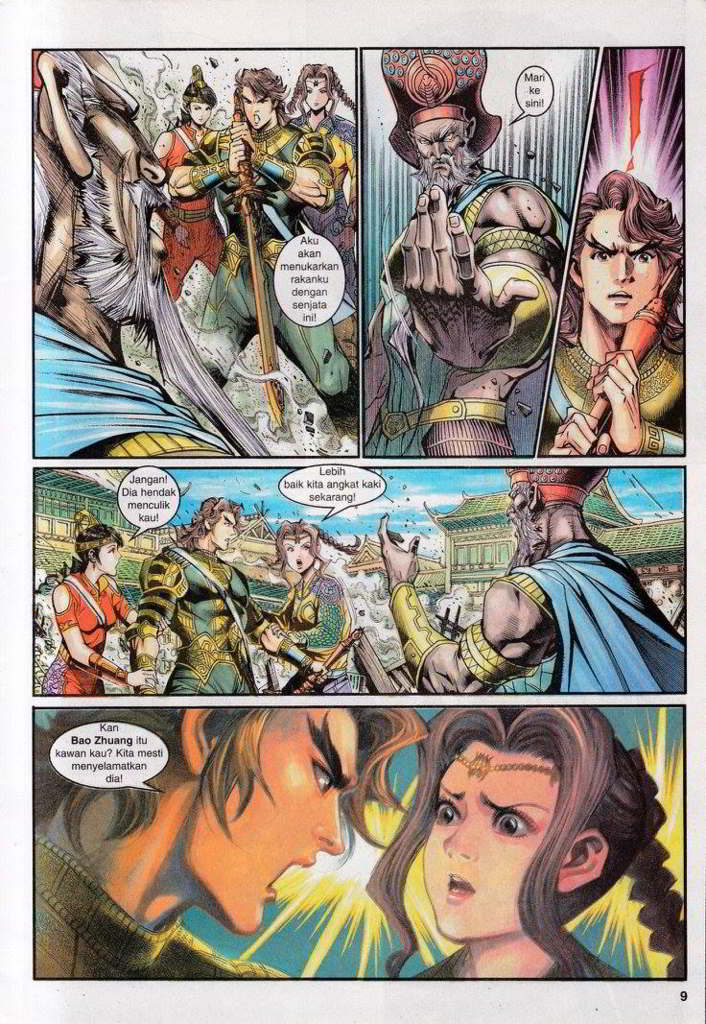 Aku
akan
menukarkan
rakanku
dengan
senjata
ini!
Mari
ke
sini!
Jangan!
Dia hendak
menculik
kau!
Lebih
baik kita angkat kaki
sekarang!
Kan
Bao Zhuang itu
kawan kau? Kita mesti
menyelamatkan
dia!
9